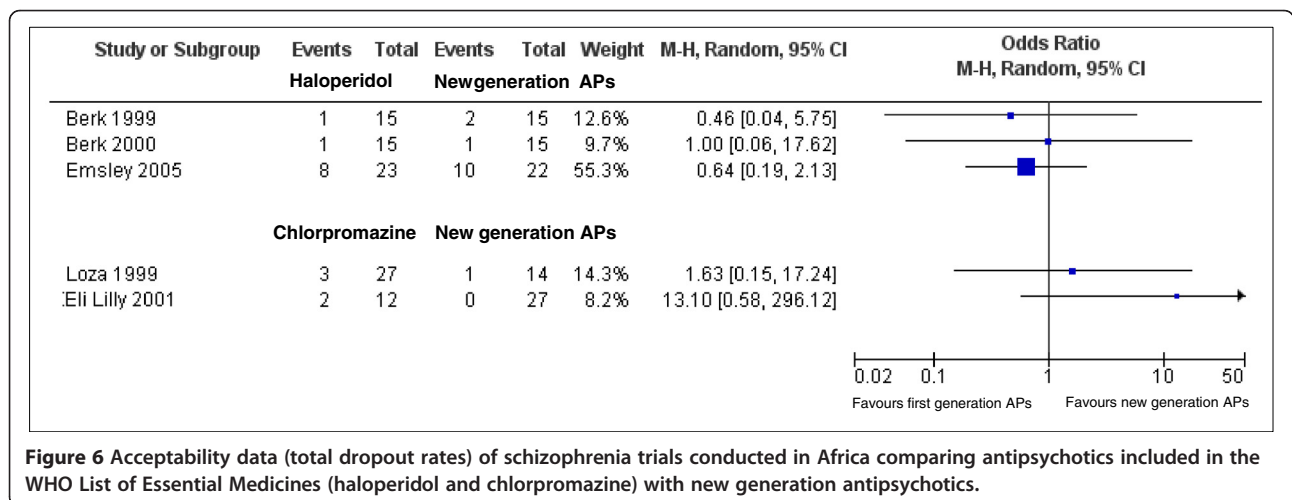 Study or Subgroup Events Total Events Total Weight M-H, Random, 95% CI Odds Ratio
M-H, Random, 95% CI
Haloperidol Newgeneration APs
Berk 1999 1 15 2 15 12.6% 0.46 [0.04, 5.75]
Berk 2000 1 15 1 15 9.7% 1.00 [0.06, 17.62]
Emsley 2005 8 23 10 22 55.3% 0.64 [0.19, 2.13]
Chlorpromazine New generation APs
Loza 1999 3 27 1 14 14.3% 1.63 [0.15, 17.24]
Eli Lilly 2001 2 12 0 27 8.2% 13.10 [0.58, 296.12]
0.02 0.1 1 10 50
Favours first generation APs Favours new generation APs
Figure 6 Acceptability data (total dropout rates) of schizophrenia trials conducted in Africa comparing antipsychotics included in the
WHO List of Essential Medicines (haloperidol and chlorpromazine) with new generation antipsychotics.